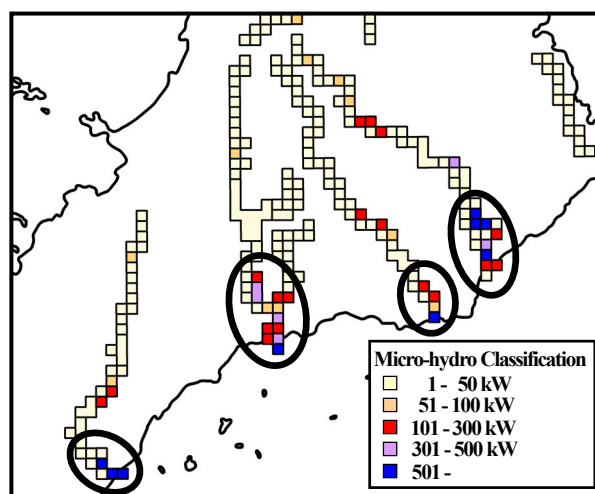 Micro-hydro Classification
1 - 50 kW
51 - 100 kW
101 - 300 kW
301 - 500 kW
501 -